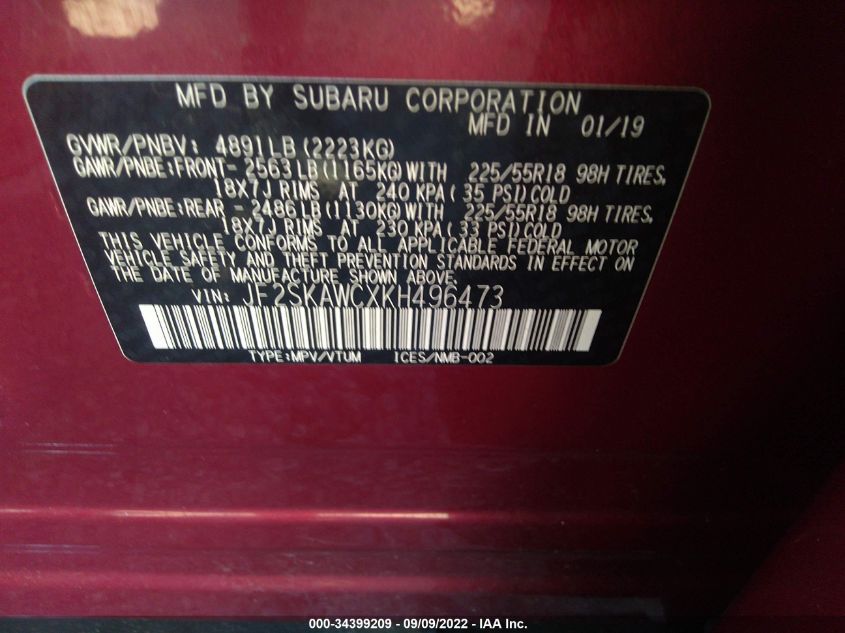 MFD BY SUBARU CORPORATION
MFD IN 01/19
GVWR/PNBV: 4891LB(2223KG)
GAWR/PNBE:FRONT- 2563LB(1165KG)WITH 225/55R18 98H TIRES,
18X7J RIMS AT 240 KPA( 35 PSI)COLD
GAWR/PNBE:REAR - 2486LB(1130KG)WITH 225/55R18 98H TIRES,
18X7J RIMS AT 230 KPA( 33 PSI)COLD
THIS VEHICLE CONFORMS TO ALL APPLICABLE FEDERAL MOTOR
VEHICLE SAFETY AND THEFT PREVENTION STANDARDS IN EFFECT ON
THE DATE OF MANUFACTURE SHOWN ABOVE.
VIN: JF2SKAWCXKH496473
TYPE:MPV/VTUM ICES/NMB-002
000-34399209 - 09/09/2022 - IAA Inc.